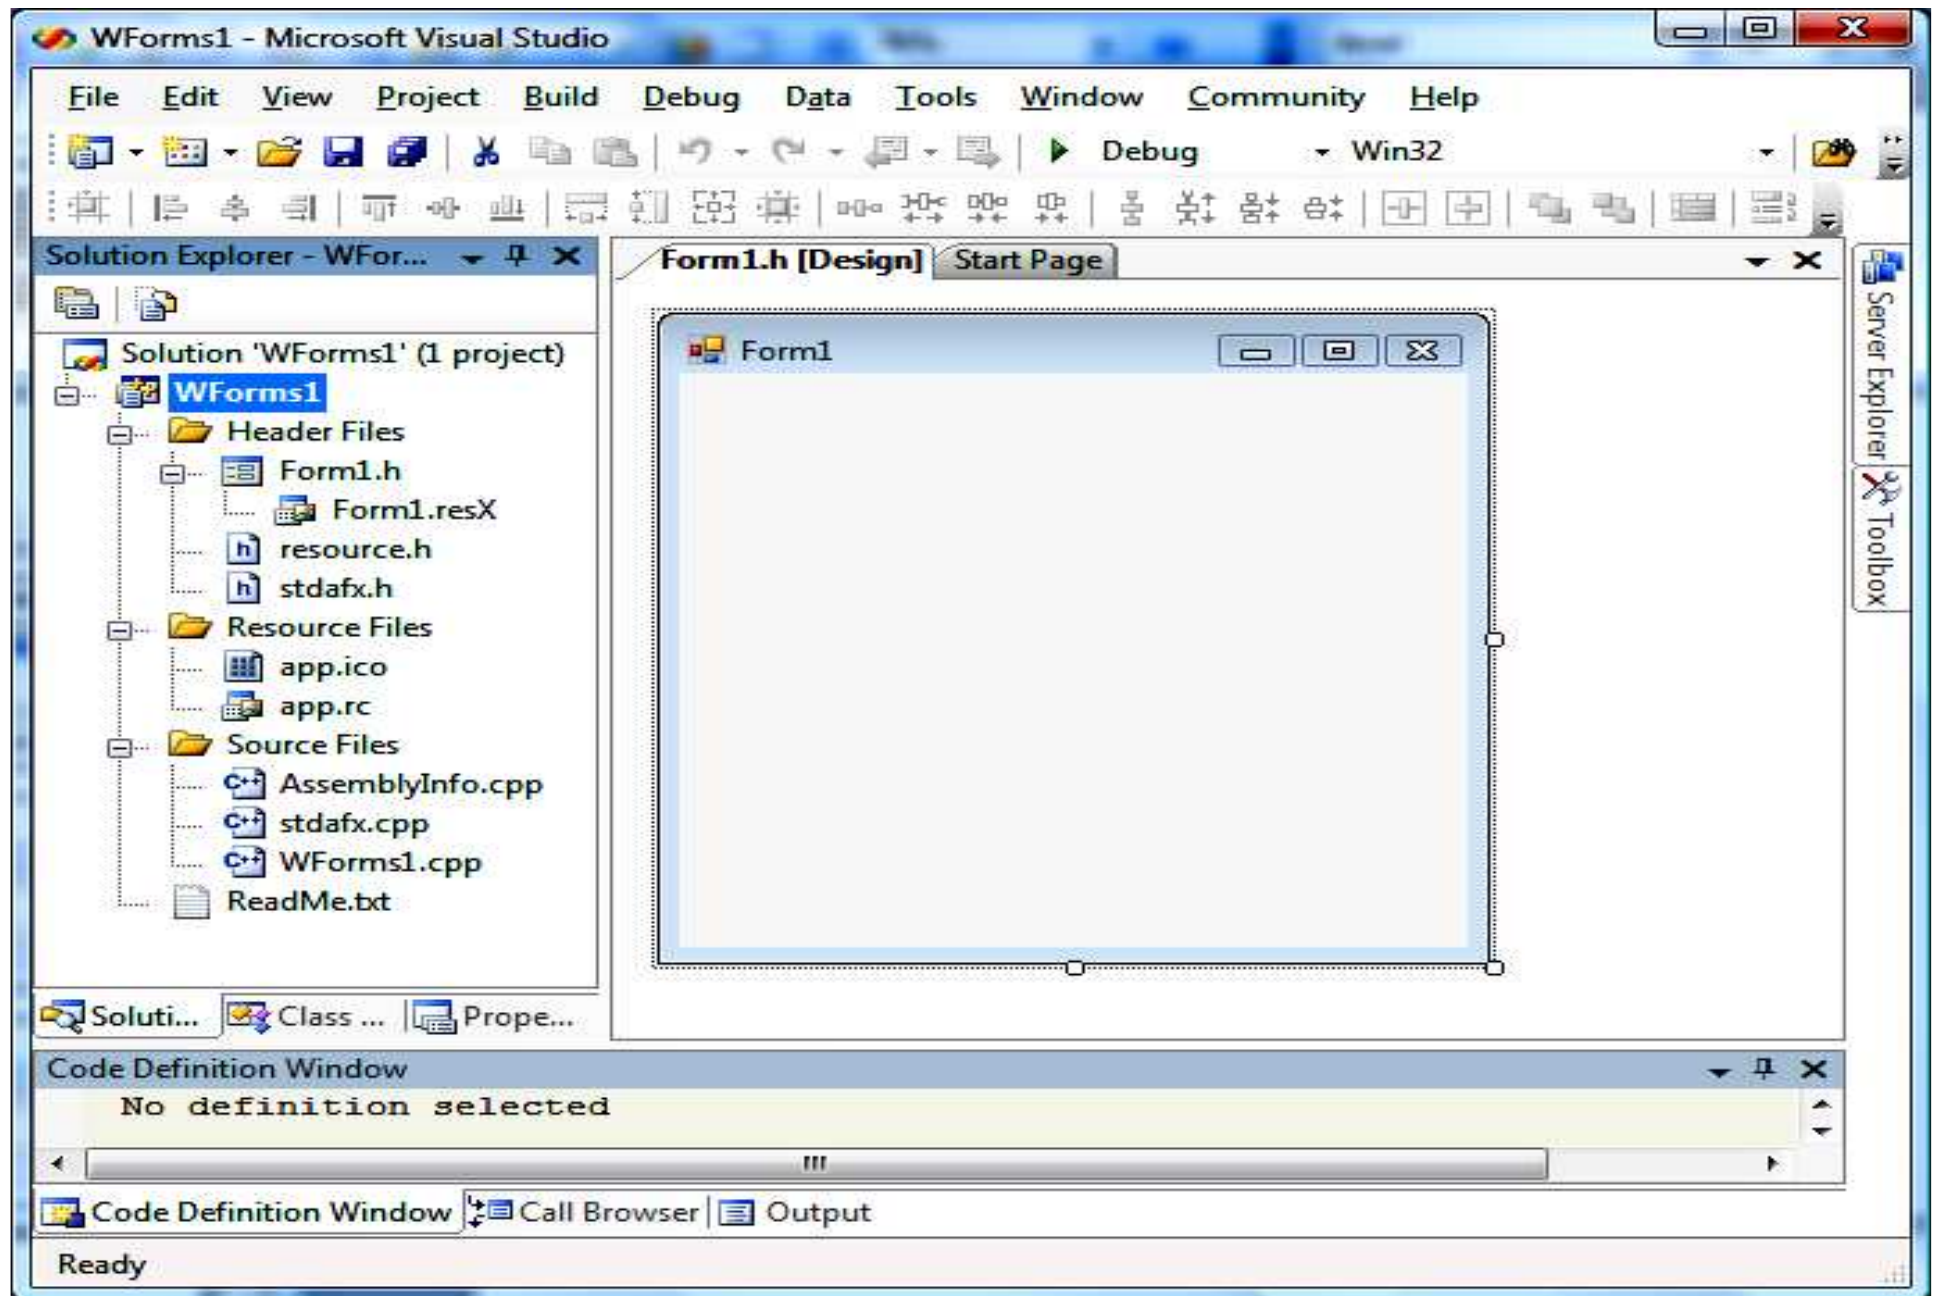 WForms1 - Microsoft Visual Studio
File Edit View Project Build Debug Data Tools Window Community Help
Debug Win32
Solution Explorer - WFor...
Form1.h [Design] Start Page
Solution 'WForms1' (1 project)
WForms1
Header Files
Form1.h
Form1.resX
resource.h
stdafx.h
Resource Files
app.ico
app.rc
Source Files
AssemblyInfo.cpp
stdafx.cpp
WForms1.cpp
ReadMe.txt
Soluti... Class ... Prope...
Form1
Server Explorer
Toolbox
Code Definition Window
No definition selected
Code Definition Window Call Browser Output
Ready